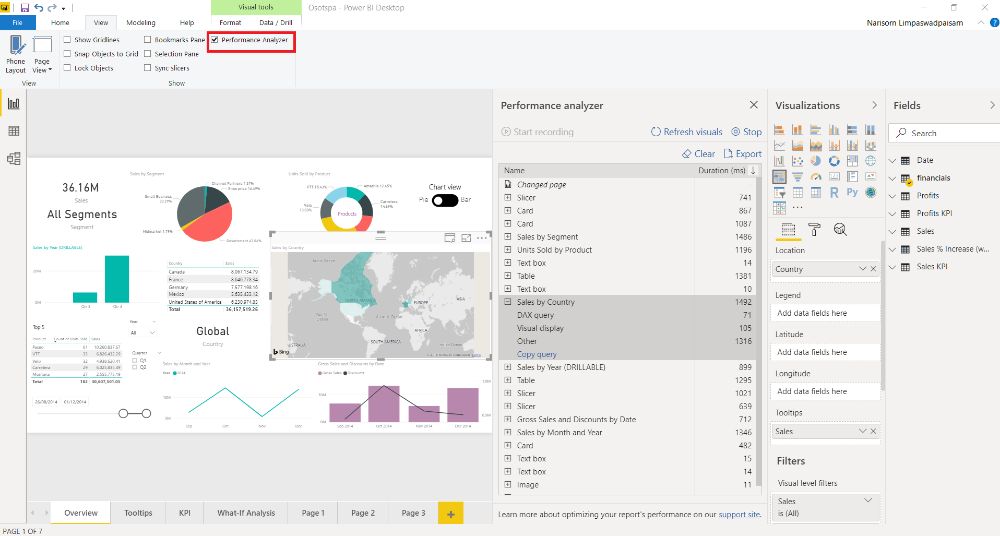 Visual tools
Osotspa - Power BI Desktop
File
Home
View
Modeling
Help
Format
Data / Drill
Narisorn Limpaswadpaisarn
?
Phone Layout
Page View
Show Gridlines
Snap Objects to Grid
Lock Objects
Bookmarks Pane
Selection Pane
Sync slicers
Performance Analyzer
View
Show
36.16M
Sales
All Segments
Segment
Sales by Segment
Channel Partners 1.37%
Enterprise 16.49%
Small Business
33.29%
Midmarket 1.79%
Government 47.06%
Units Sold by Product
VTT 15.43%
Amarilla 12.45%
Velo
13.08%
Carretera
14.69%
Products
Chart view
Pie
Bar
Sales by Year (DRILLABLE)
20M
0M
Qtr 3
Qtr 4
Country Sales
Canada 8,067,134.79
France 8,646,778.34
Germany 7,577,198.16
Mexico 5,635,433.12
United States of America 6,230,974.85
Total 36,157,519.26
Sales by Country
Arctic Ocean
NORTH AMERICA
EUROPE
ASIA
Pacific
Ocean
Atlantic Ocean
AFRICA
SOUTH AMERICA
Indian Ocean
AUSTRALIA
Bing
© 2019 Microsoft Corporation Terms
Top 5
Product Count of Units Sold Sales
Paseo 61 10,260,837.67
VTT 33 6,826,432.29
Velo 32 4,938,620.41
Carretera 29 6,025,835.49
Montana 27 2,555,775.19
Total 182 30,607,501.05
Year
All
Quarter
Q1
Q2
Global
Country
26/08/2014
01/12/2014
Sales by Month and Year
Year 2014
10M
5M
Sep
Oct
Nov
Dec
Gross Sales and Discounts by Date
Gross Sales Discounts
10M
0M
1.0M
0.5M
Sep 2014
Oct 2014
Nov 2014
Dec 2014
Overview
Tooltips
KPI
What-If Analysis
Page 1
Page 2
Page 3
+
PAGE 1 OF 7
Performance analyzer
Start recording
Refresh visuals
Stop
Clear
Export
Name Duration (ms)
Changed page -
Slicer 741
Card 867
Card 1087
Sales by Segment 1486
Units Sold by Product 1196
Text box 14
Table 1381
Text box 10
Sales by Country 1492
DAX query 71
Visual display 105
Other 1316
Copy query
Sales by Year (DRILLABLE) 899
Table 1295
Slicer 1021
Slicer 639
Gross Sales and Discounts by Date 712
Sales by Month and Year 1346
Card 482
Text box 15
Text box 14
Image 11
Learn more about optimizing your report's performance on our support site.
Visualizations
123
R
Py
...
Location
Country
Legend
Add data fields here
Latitude
Add data fields here
Longitude
Add data fields here
Tooltips
Sales
Filters
Visual level filters
Sales
is (All)
Fields
Search
Date
financials
Profits
Profits KPI
Sales
Sales % Increase (w...
Sales KPI